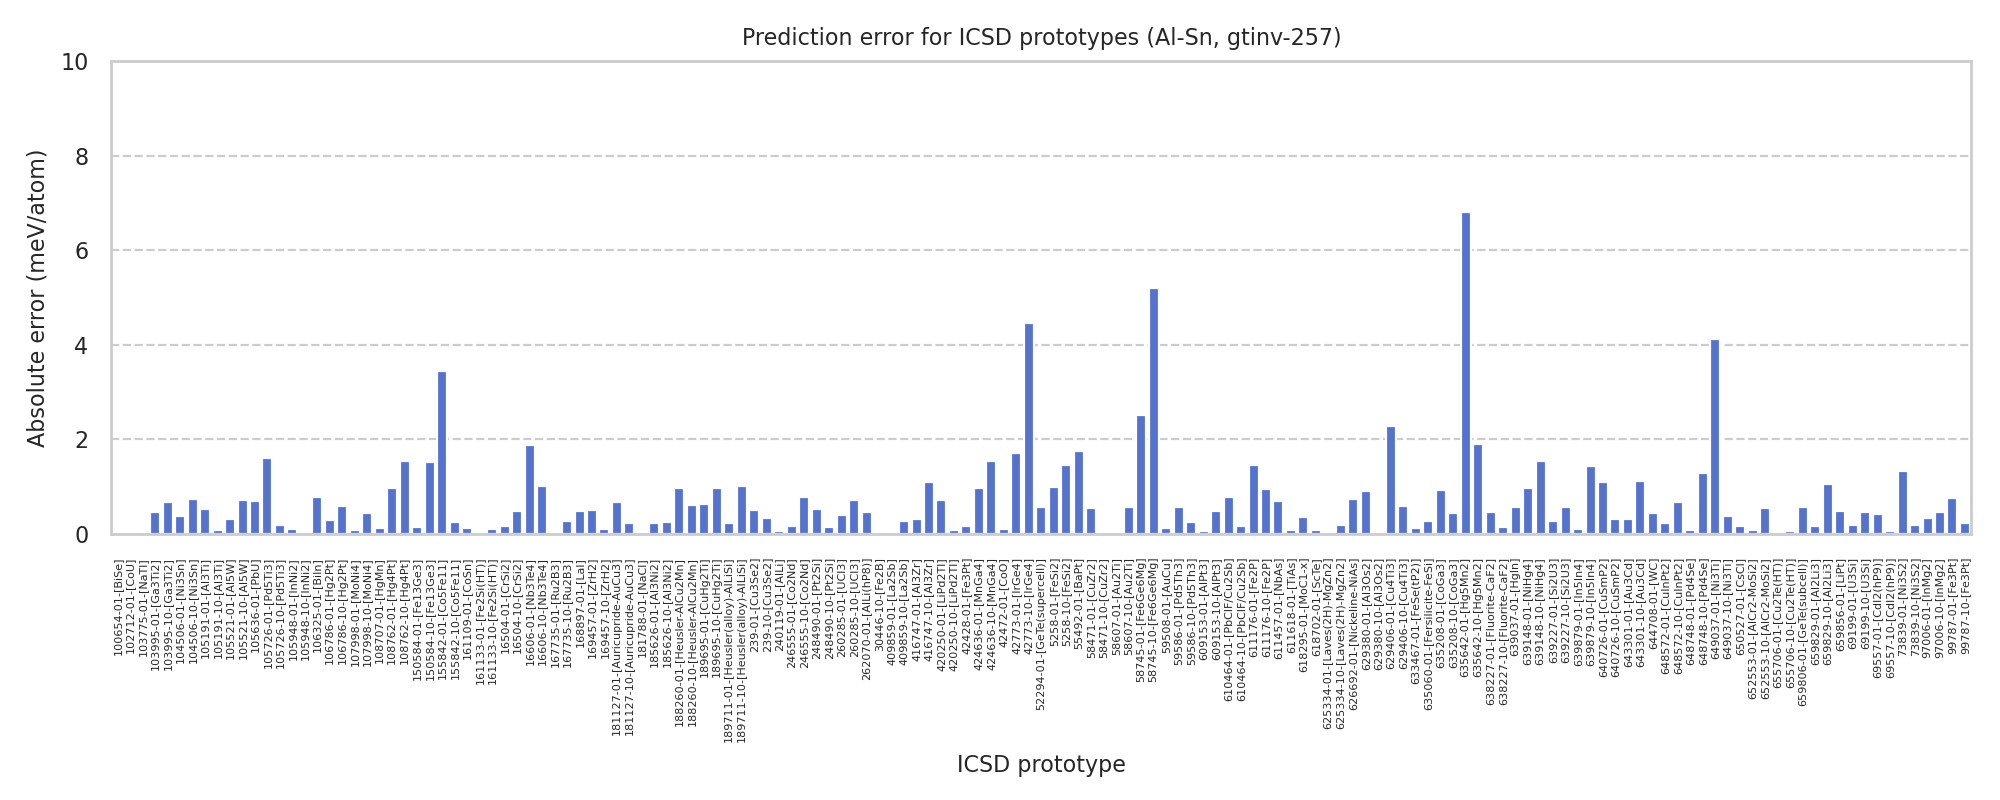 Prediction error for ICSD prototypes (Al-Sn, gtinv-257)
Absolute error (meV/atom)
10
8
6
4
2
0
100654-01-[BiSe]
102712-01-[CoU]
103775-01-[NaTl]
103995-01-[Ga3Ti2]
103995-10-[Ga3Ti2]
104506-01-[Ni3Sn]
104506-10-[Ni3Sn]
105191-01-[Al3Ti]
105191-10-[Al3Ti]
105521-01-[Al5W]
105521-10-[Al5W]
105636-01-[PbU]
105726-01-[Pd5Ti3]
105726-10-[Pd5Ti3]
105948-01-[InNi2]
105948-10-[InNi2]
106325-01-[BiIn]
106786-01-[Hg2Pt]
106786-10-[Hg2Pt]
107998-01-[MoNi4]
107998-10-[MoNi4]
108707-01-[HgMn]
108762-01-[Hg4Pt]
108762-10-[Hg4Pt]
150584-01-[Fe13Ge3]
150584-10-[Fe13Ge3]
155842-01-[Co5Fe11]
155842-10-[Co5Fe11]
161109-01-[CoSn]
161133-01-[Fe2Si(HT)]
161133-10-[Fe2Si(HT)]
16504-01-[CrSi2]
16504-10-[CrSi2]
16606-01-[Nb3Te4]
16606-10-[Nb3Te4]
167735-01-[Ru2B3]
167735-10-[Ru2B3]
168897-01-[LaI]
169457-01-[ZrH2]
169457-10-[ZrH2]
181127-01-[Auricupride-AuCu3]
181127-10-[Auricupride-AuCu3]
181788-01-[NaCl]
185626-01-[Al3Ni2]
185626-10-[Al3Ni2]
188260-01-[Heusler-AlCu2Mn]
188260-10-[Heusler-AlCu2Mn]
189695-01-[CuHg2Ti]
189695-10-[CuHg2Ti]
189711-01-[Heusler(alloy)-AlLiSi]
189711-10-[Heusler(alloy)-AlLiSi]
239-01-[Cu3Se2]
239-10-[Cu3Se2]
240119-01-[AlLi]
246555-01-[Co2Nd]
246555-10-[Co2Nd]
248490-01-[Pt2Si]
248490-10-[Pt2Si]
260285-01-[UCl3]
260285-10-[UCl3]
262070-01-[AlLi(hP8)]
30446-10-[Fe2B]
409859-01-[La2Sb]
409859-10-[La2Sb]
416747-01-[Al3Zr]
416747-10-[Al3Zr]
420250-01-[LiPd2Tl]
420250-10-[LiPd2Tl]
42428-01-[FePt]
424636-01-[MnGa4]
424636-10-[MnGa4]
42472-01-[CoO]
42773-01-[IrGe4]
42773-10-[IrGe4]
52294-01-[GeTe(supercell)]
5258-01-[FeSi2]
5258-10-[FeSi2]
55492-01-[BaPt]
58471-01-[CuZr2]
58471-10-[CuZr2]
58607-01-[Au2Ti]
58607-10-[Au2Ti]
58745-01-[Fe6Ge6Mg]
58745-10-[Fe6Ge6Mg]
59508-01-[AuCu]
59586-01-[Pd5Th3]
59586-10-[Pd5Th3]
609153-01-[AlPt3]
609153-10-[AlPt3]
610464-01-[PbClF/Cu2Sb]
610464-10-[PbClF/Cu2Sb]
611176-01-[Fe2P]
611176-10-[Fe2P]
611457-01-[NbAs]
611618-01-[TiAs]
618295-01-[MoC1-x]
618702-01-[ScTe]
625334-01-[Laves(2H)-MgZn2]
625334-10-[Laves(2H)-MgZn2]
626692-01-[Nickeline-NiAs]
629380-01-[Al3Os2]
629380-10-[Al3Os2]
629406-01-[Cu4Ti3]
629406-10-[Cu4Ti3]
633467-01-[FeSe(tP2)]
635060-01-[Fersilicite-FeSi]
635208-01-[CoGa3]
635208-10-[CoGa3]
635642-01-[Hg5Mn2]
635642-10-[Hg5Mn2]
638227-01-[Fluorite-CaF2]
638227-10-[Fluorite-CaF2]
639037-01-[HgIn]
639148-01-[NiHg4]
639148-10-[NiHg4]
639227-01-[Si2U3]
639227-10-[Si2U3]
639879-01-[In5In4]
639879-10-[In5In4]
640726-01-[CuSmP2]
640726-10-[CuSmP2]
643301-01-[Au3Cd]
643301-10-[Au3Cd]
644708-01-[WC]
648572-01-[CuInPt2]
648572-10-[CuInPt2]
648748-01-[Pd4Se]
648748-10-[Pd4Se]
649037-01-[Ni3Ti]
649037-10-[Ni3Ti]
650527-01-[CsCl]
652553-01-[AlCr2-MoSi2]
652553-10-[AlCr2-MoSi2]
655706-01-[Cu2Te(HT)]
655706-10-[Cu2Te(HT)]
659806-01-[GeTe(subcell)]
659829-01-[Al2Li3]
659829-10-[Al2Li3]
659856-01-[LiPt]
69199-01-[U3Si]
69199-10-[U3Si]
69557-01-[CdI2(hP9)]
69557-10-[CdI2(hP9)]
73839-01-[Ni3S2]
73839-10-[Ni3S2]
97006-01-[InMg2]
97006-10-[InMg2]
99787-01-[Fe3Pt]
99787-10-[Fe3Pt]
ICSD prototype